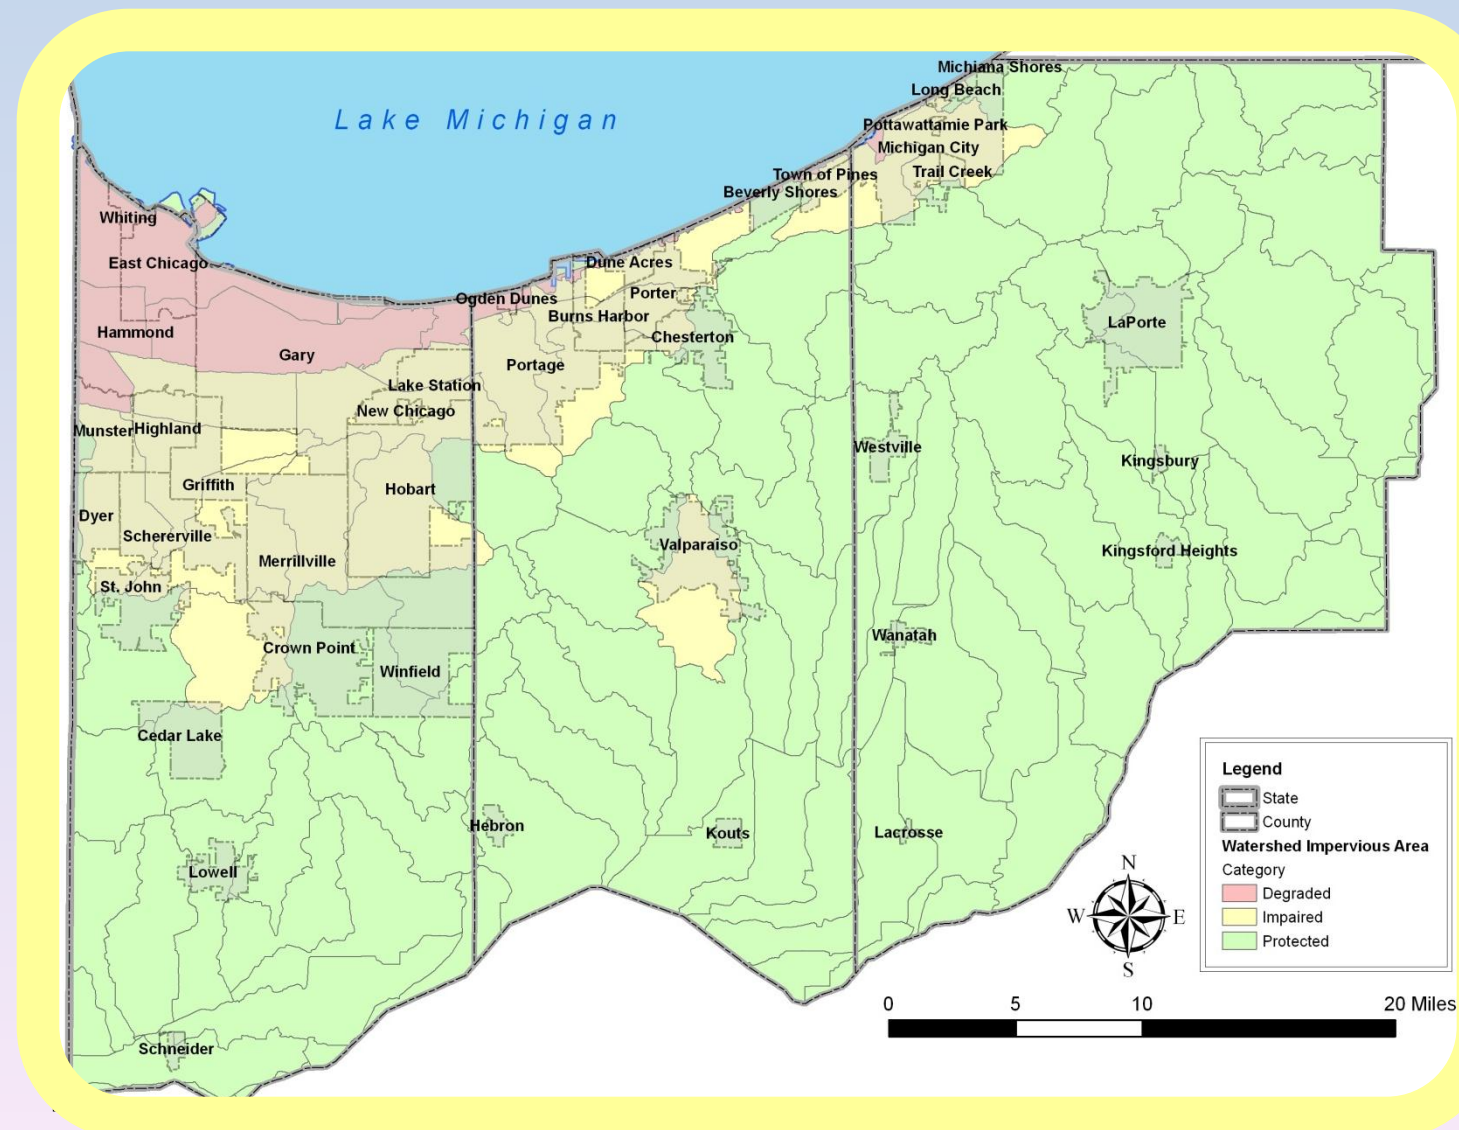 Michiana Shores
Long Beach
Lake Michigan
Pottawattamie Park
Michigan City
Trail Creek
Town of Pines
Beverly Shores
Whiting
East Chicago
Dune Acres
Ogden Dunes
Porter
Burns Harbor
Hammond
Chesterton
LaPorte
Gary
Portage
Lake Station
New Chicago
Munster
Highland
Westville
Kingsbury
Griffith
Hobart
Dyer
Schererville
Valparaiso
Kingsford Heights
Merrillville
St. John
Wanatah
Crown Point
Winfield
Cedar Lake
Hebron
Kouts
Lacrosse
Lowell
Schneider
Legend
State
County
Watershed Impervious Area
Category
Degraded
Impaired
Protected
N
W E
S
0 5 10 20 Miles